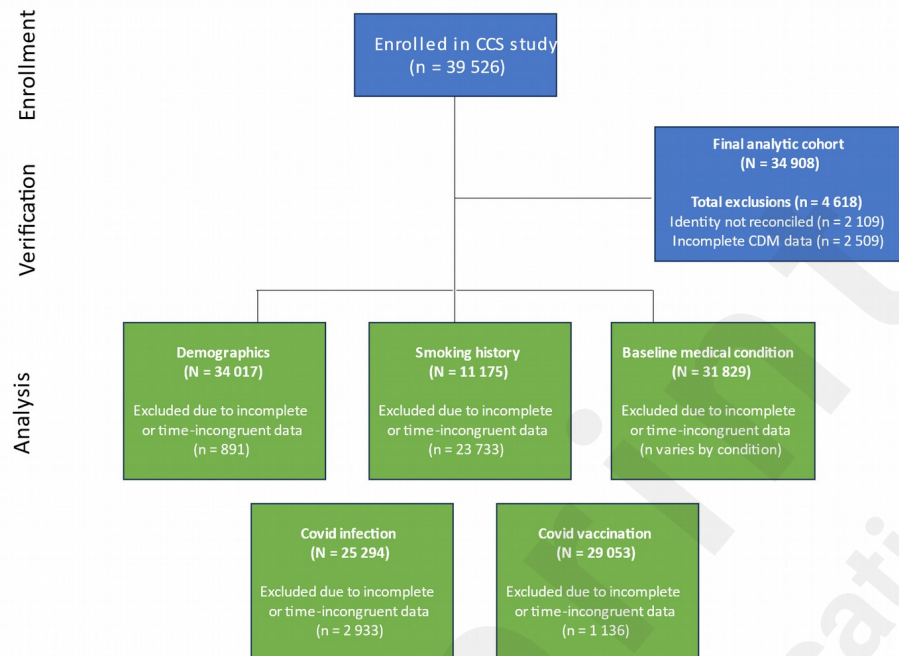 Enrollment
Enrolled in CCS study
(n = 39 526)
Verification
Final analytic cohort
(N = 34 908)
Total exclusions (n = 4 618)
Identity not reconciled (n = 2 109)
Incomplete CDM data (n = 2 509)
Analysis
Demographics
(N = 34 017)
Excluded due to incomplete
or time-incongruent data
(n = 891)
Smoking history
(N = 11 175)
Excluded due to incomplete
or time-incongruent data
(n = 23 733)
Baseline medical condition
(N = 31 829)
Excluded due to incomplete
or time-incongruent data
(n varies by condition)
Covid infection
(N = 25 294)
Excluded due to incomplete
or time-incongruent data
(n = 2 933)
Covid vaccination
(N = 29 053)
Excluded due to incomplete
or time-incongruent data
(n = 1 136)